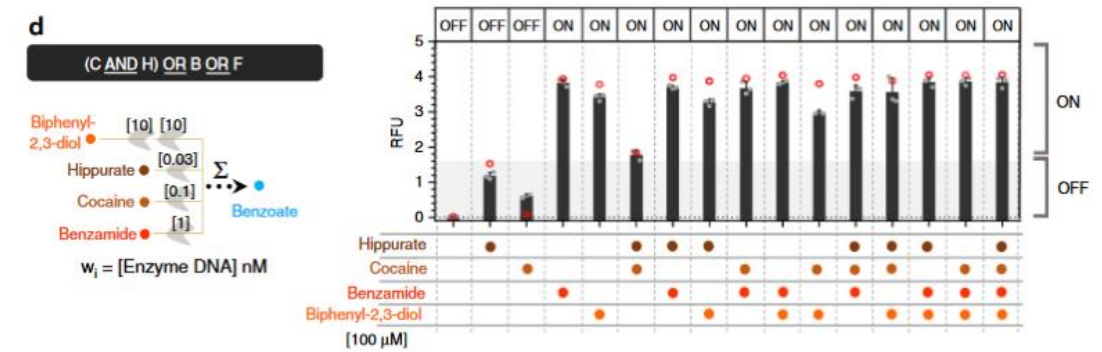 d
(C AND H) OR B OR F
Biphenyl-
2,3-diol
[10] [10]
Hippurate
[0.03]
Cocaine
[0.1]
Benzamide
[1]
Σ
Benzoate
wi = [Enzyme DNA] nM
OFF OFF OFF ON ON ON ON ON ON ON ON ON ON ON ON ON
5
4
3
2
1
0
RFU
ON
OFF
Hippurate
Cocaine
Benzamide
Biphenyl-2,3-diol
[100 μM]